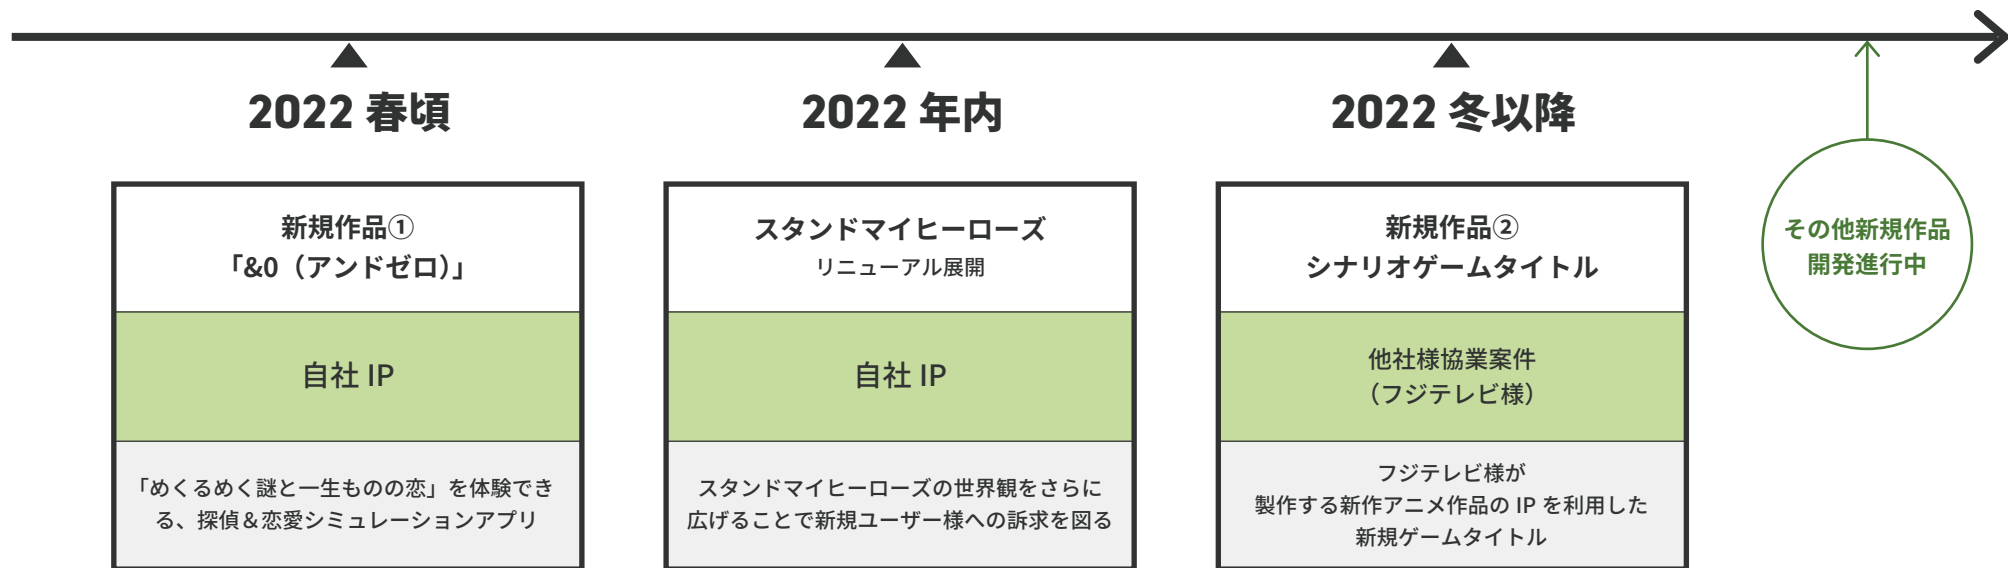 2022 春頃
2022 年内
2022 冬以降
新規作品①
「&0（アンドゼロ）」
自社 IP
「めくるめく謎と一生ものの恋」を体験でき
る、探偵＆恋愛シミュレーションアプリ
スタンドマイヒーローズ
リニューアル展開
自社 IP
スタンドマイヒーローズの世界観をさらに
広げることで新規ユーザー様への訴求を図る
新規作品②
シナリオゲームタイトル
他社様協業案件
（フジテレビ様）
フジテレビ様が
製作する新作アニメ作品の IP を利用した
新規ゲームタイトル
その他新規作品
開発進行中